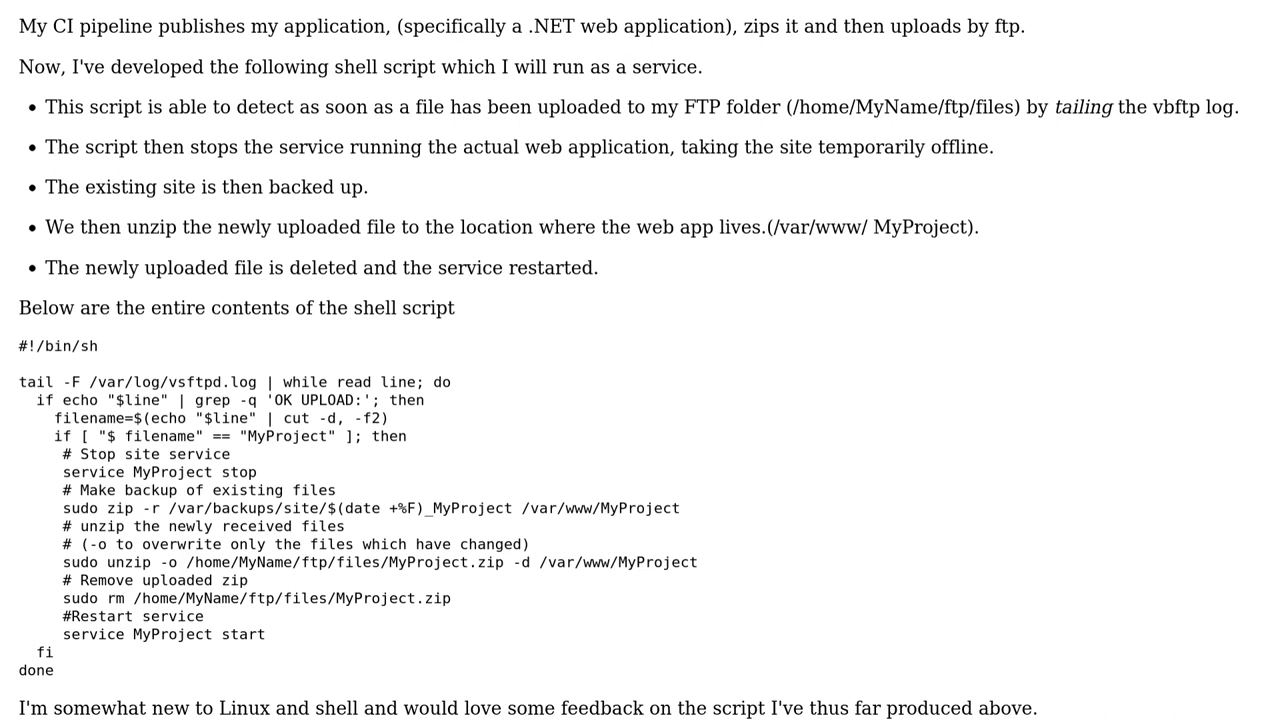 My CI pipeline publishes my application, (specifically a .NET web application), zips it and then uploads by ftp.
Now, I've developed the following shell script which I will run as a service.
• This script is able to detect as soon as a file has been uploaded to my FTP folder (/home/MyName/ftp/files) by tailing the vbftp log.
• The script then stops the service running the actual web application, taking the site temporarily offline.
• The existing site is then backed up.
• We then unzip the newly uploaded file to the location where the web app lives.(/var/www/ MyProject).
• The newly uploaded file is deleted and the service restarted.
Below are the entire contents of the shell script
#!/bin/sh
tail -F /var/log/vsftpd.log | while read line; do
  if echo "$line" | grep -q 'OK UPLOAD:'; then
    filename=$(echo "$line" | cut -d, -f2)
    if [ "$ filename" == "MyProject" ]; then
     # Stop site service
     service MyProject stop
     # Make backup of existing files
     sudo zip -r /var/backups/site/$(date +%F)_MyProject /var/www/MyProject
     # unzip the newly received files
     # (-o to overwrite only the files which have changed)
     sudo unzip -o /home/MyName/ftp/files/MyProject.zip -d /var/www/MyProject
     # Remove uploaded zip
     sudo rm /home/MyName/ftp/files/MyProject.zip
     #Restart service
     service MyProject start
  fi
done
I'm somewhat new to Linux and shell and would love some feedback on the script I've thus far produced above.